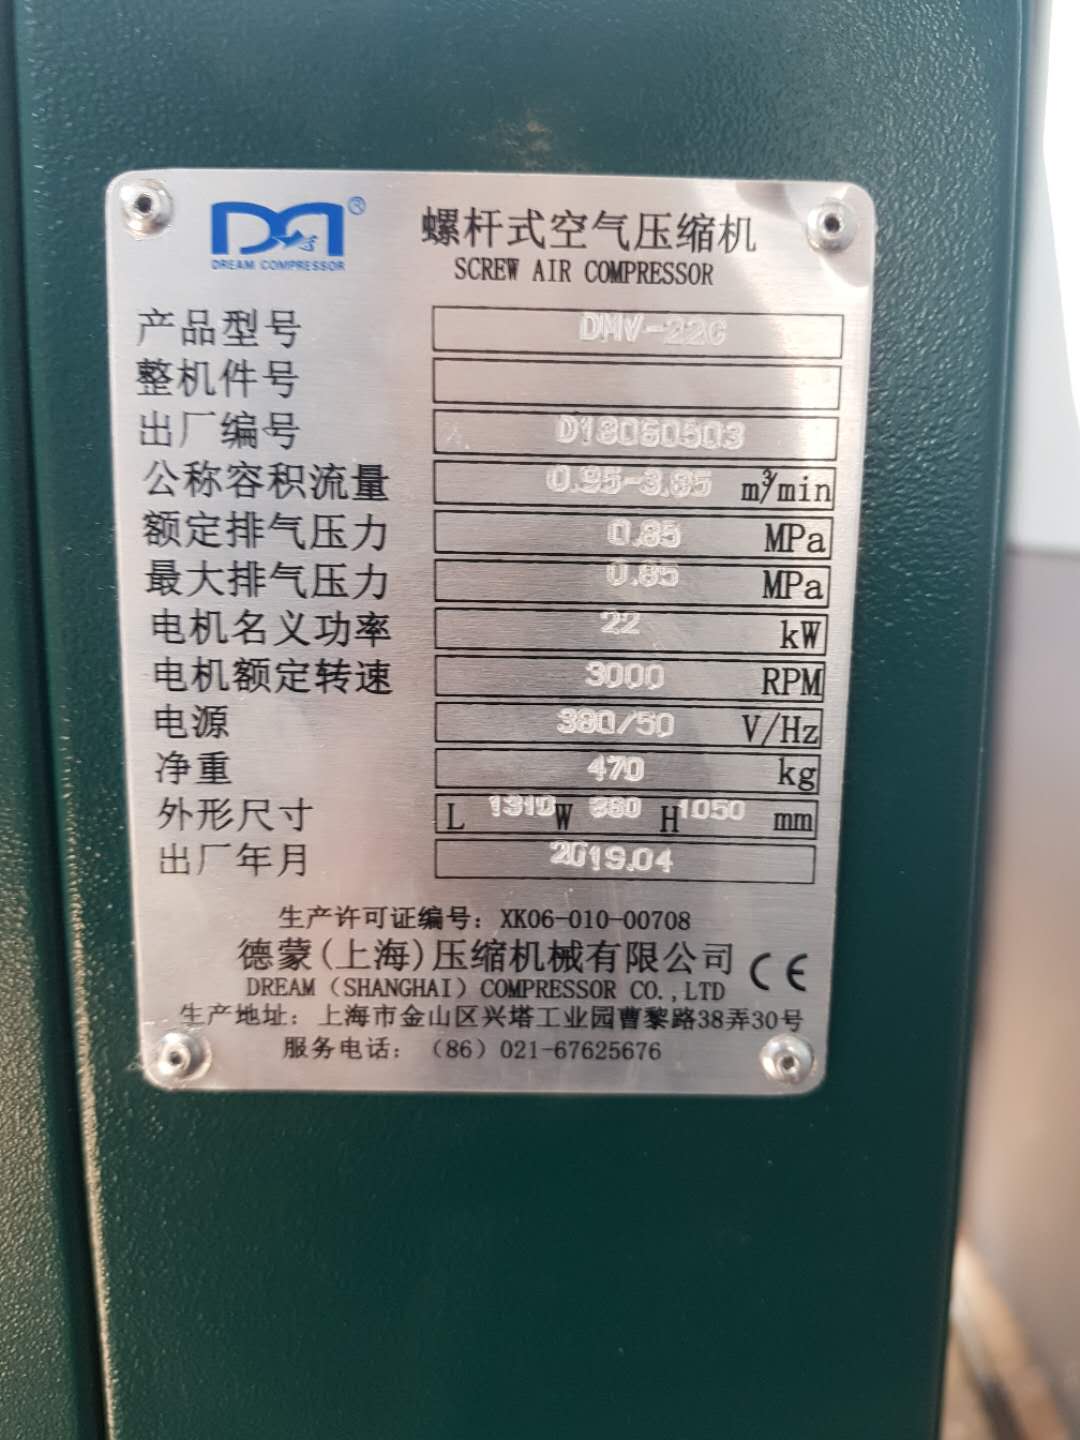 DM ®
DREAM COMPRESSOR
螺杆式空气压缩机
SCREW AIR COMPRESSOR
产品型号 DMV-22C
整机件号
出厂编号
公称容积流量 m³/min
额定排气压力 0.85 MPa
最大排气压力 0.85 MPa
电机名义功率 22 kW
电机额定转速 3000 RPM
电源 380/50 V/Hz
净重 470 kg
外形尺寸 L 1310 W H 1050 mm
出厂年月 2019.04
生产许可证编号：XK06-010-00708
德蒙(上海)压缩机械有限公司 CE
DREAM (SHANGHAI) COMPRESSOR CO.,LTD
生产地址：上海市金山区兴塔工业园曹黎路38弄30号
服务电话：(86) 021-67625676